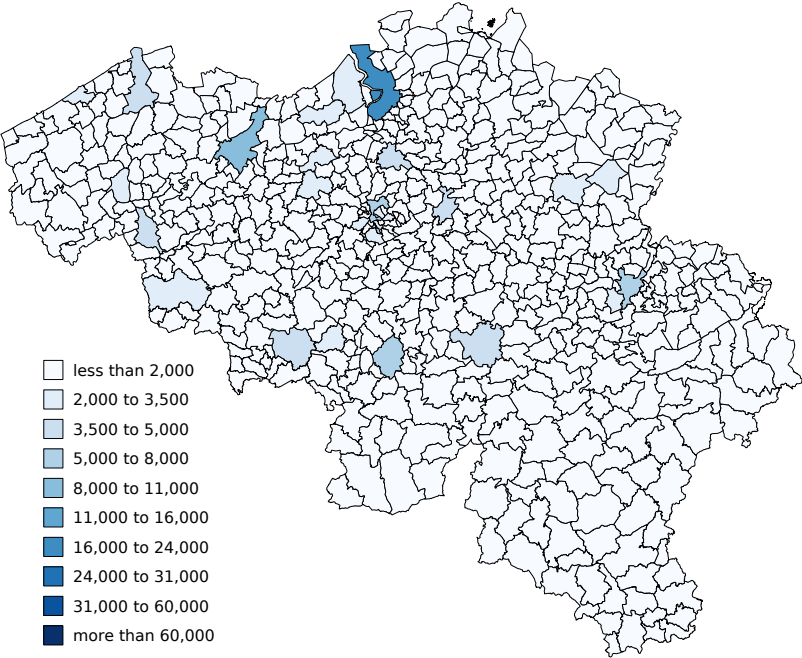 less than 2,000
2,000 to 3,500
3,500 to 5,000
5,000 to 8,000
8,000 to 11,000
11,000 to 16,000
16,000 to 24,000
24,000 to 31,000
31,000 to 60,000
more than 60,000